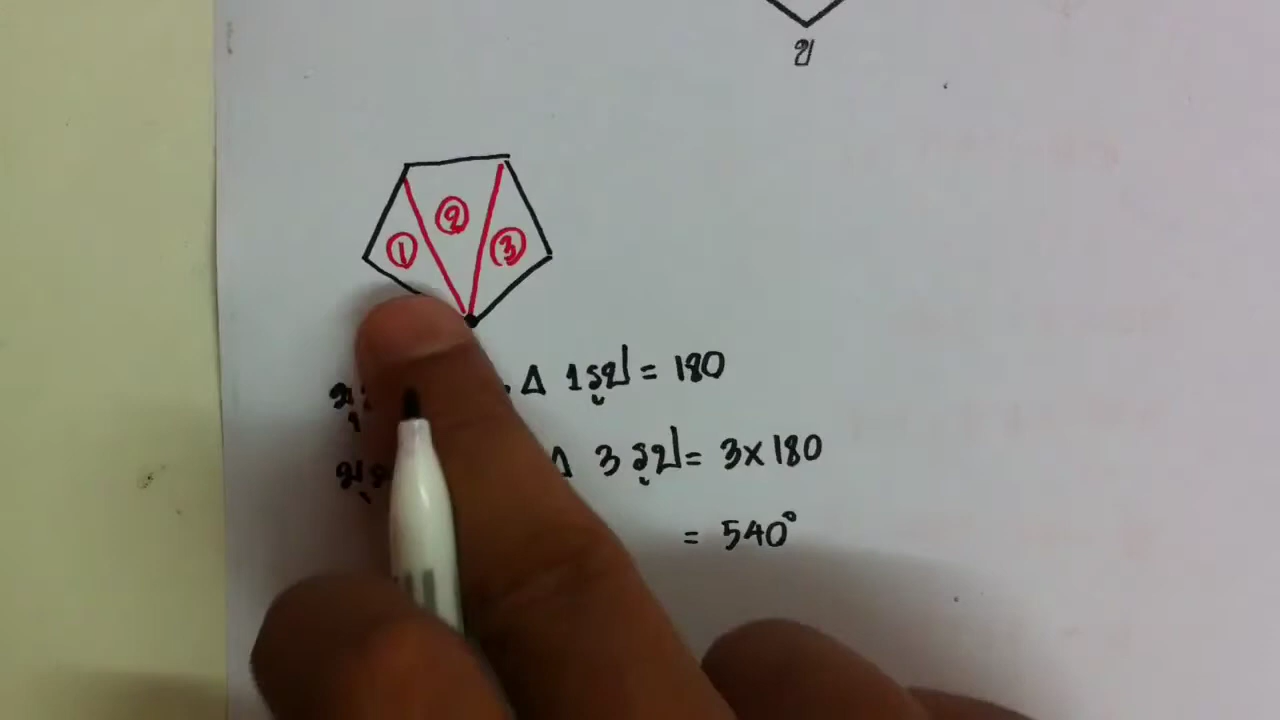 ข
1 2 3
Δ 1 รูป = 180
Δ 3 รูป = 3x180
= 540°